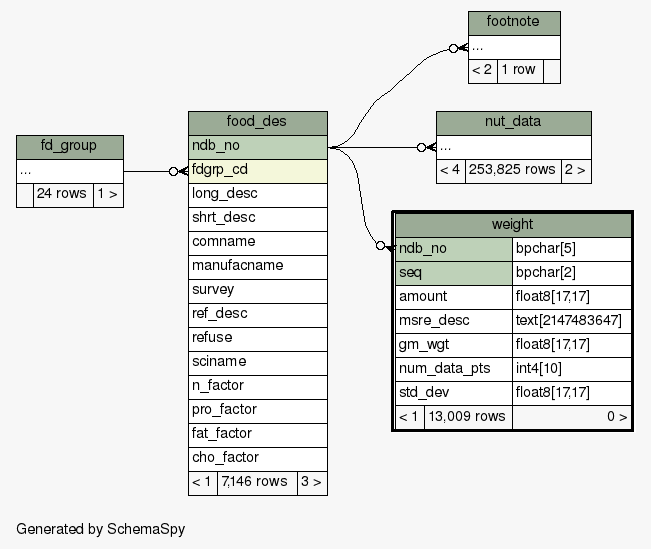 footnote
...
< 2 1 row
food_des
ndb_no
fdgrp_cd
long_desc
shrt_desc
comname
manufacname
survey
ref_desc
refuse
sciname
n_factor
pro_factor
fat_factor
cho_factor
< 1 7,146 rows 3 >
nut_data
...
< 4 253,825 rows 2 >
fd_group
...
24 rows 1 >
weight
ndb_no bpchar[5]
seq bpchar[2]
amount float8[17,17]
msre_desc text[2147483647]
gm_wgt float8[17,17]
num_data_pts int4[10]
std_dev float8[17,17]
< 1 13,009 rows 0 >
Generated by SchemaSpy